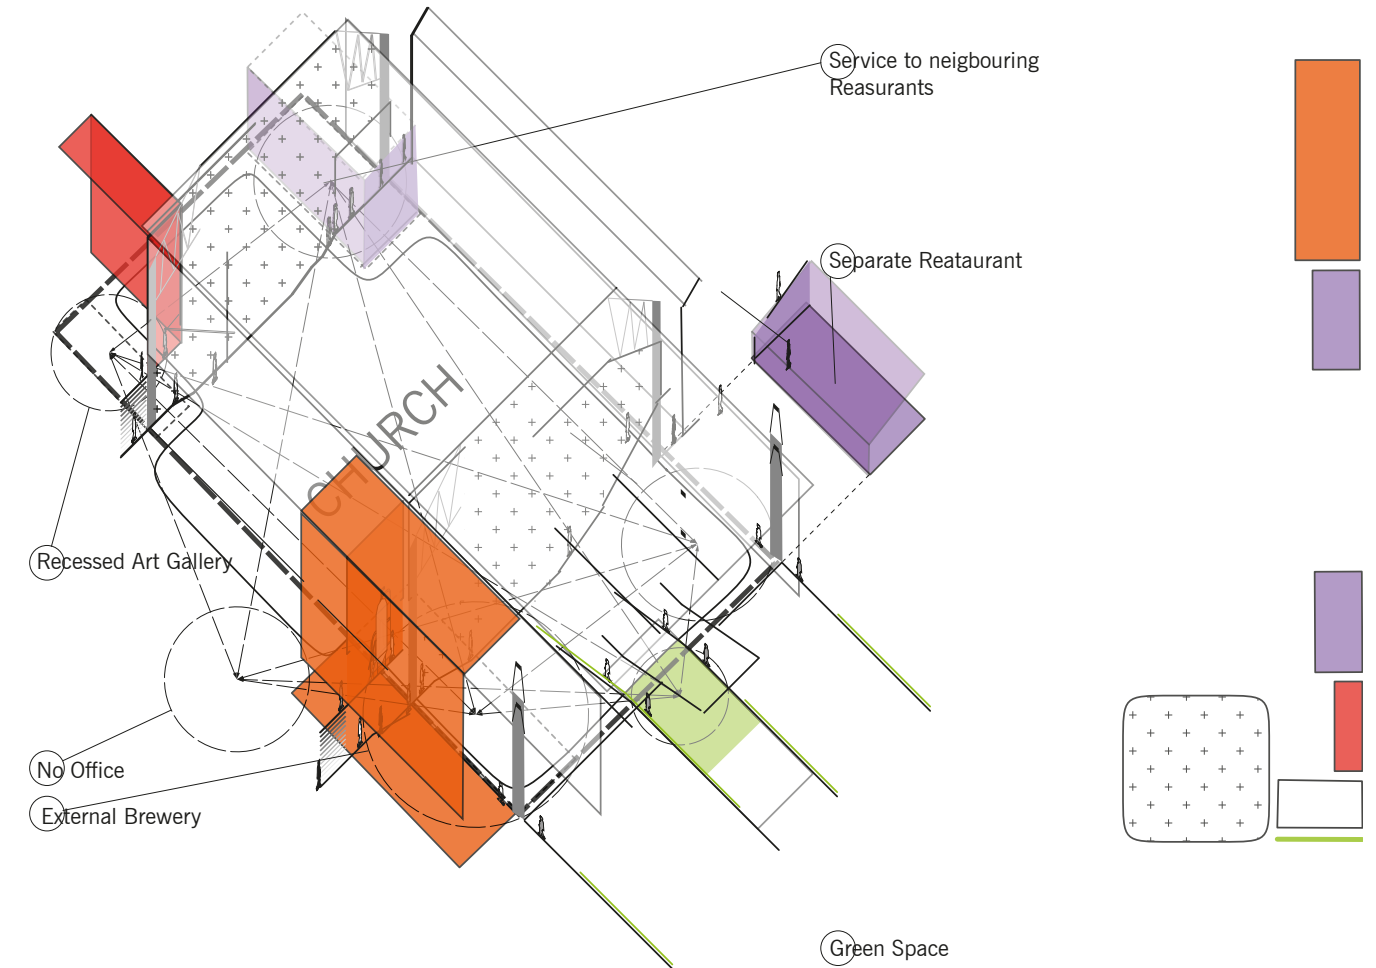 Service to neigbouring
Reasurants
Separate Reataurant
CHURCH
Recessed Art Gallery
No Office
External Brewery
Green Space